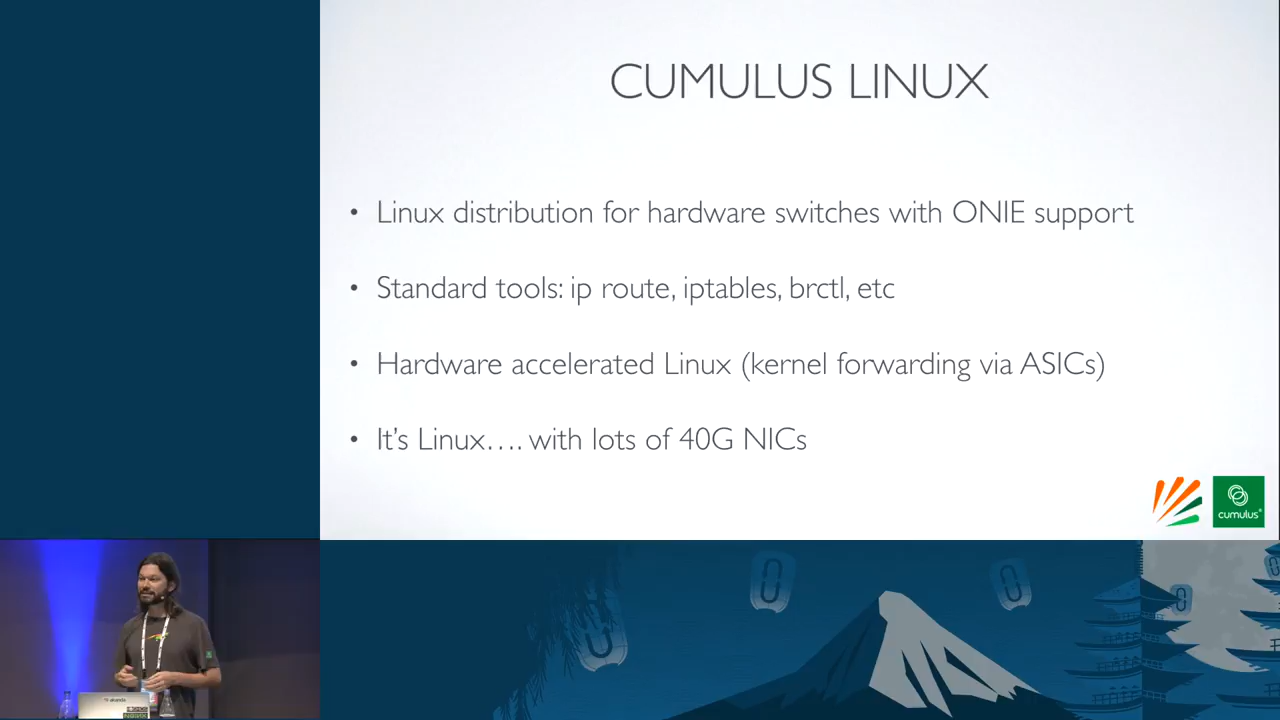 CUMULUS LINUX
• Linux distribution for hardware switches with ONIE support
• Standard tools: ip route, iptables, brctl, etc
• Hardware accelerated Linux (kernel forwarding via ASICs)
• It's Linux…. with lots of 40G NICs
cumulus®
akanda